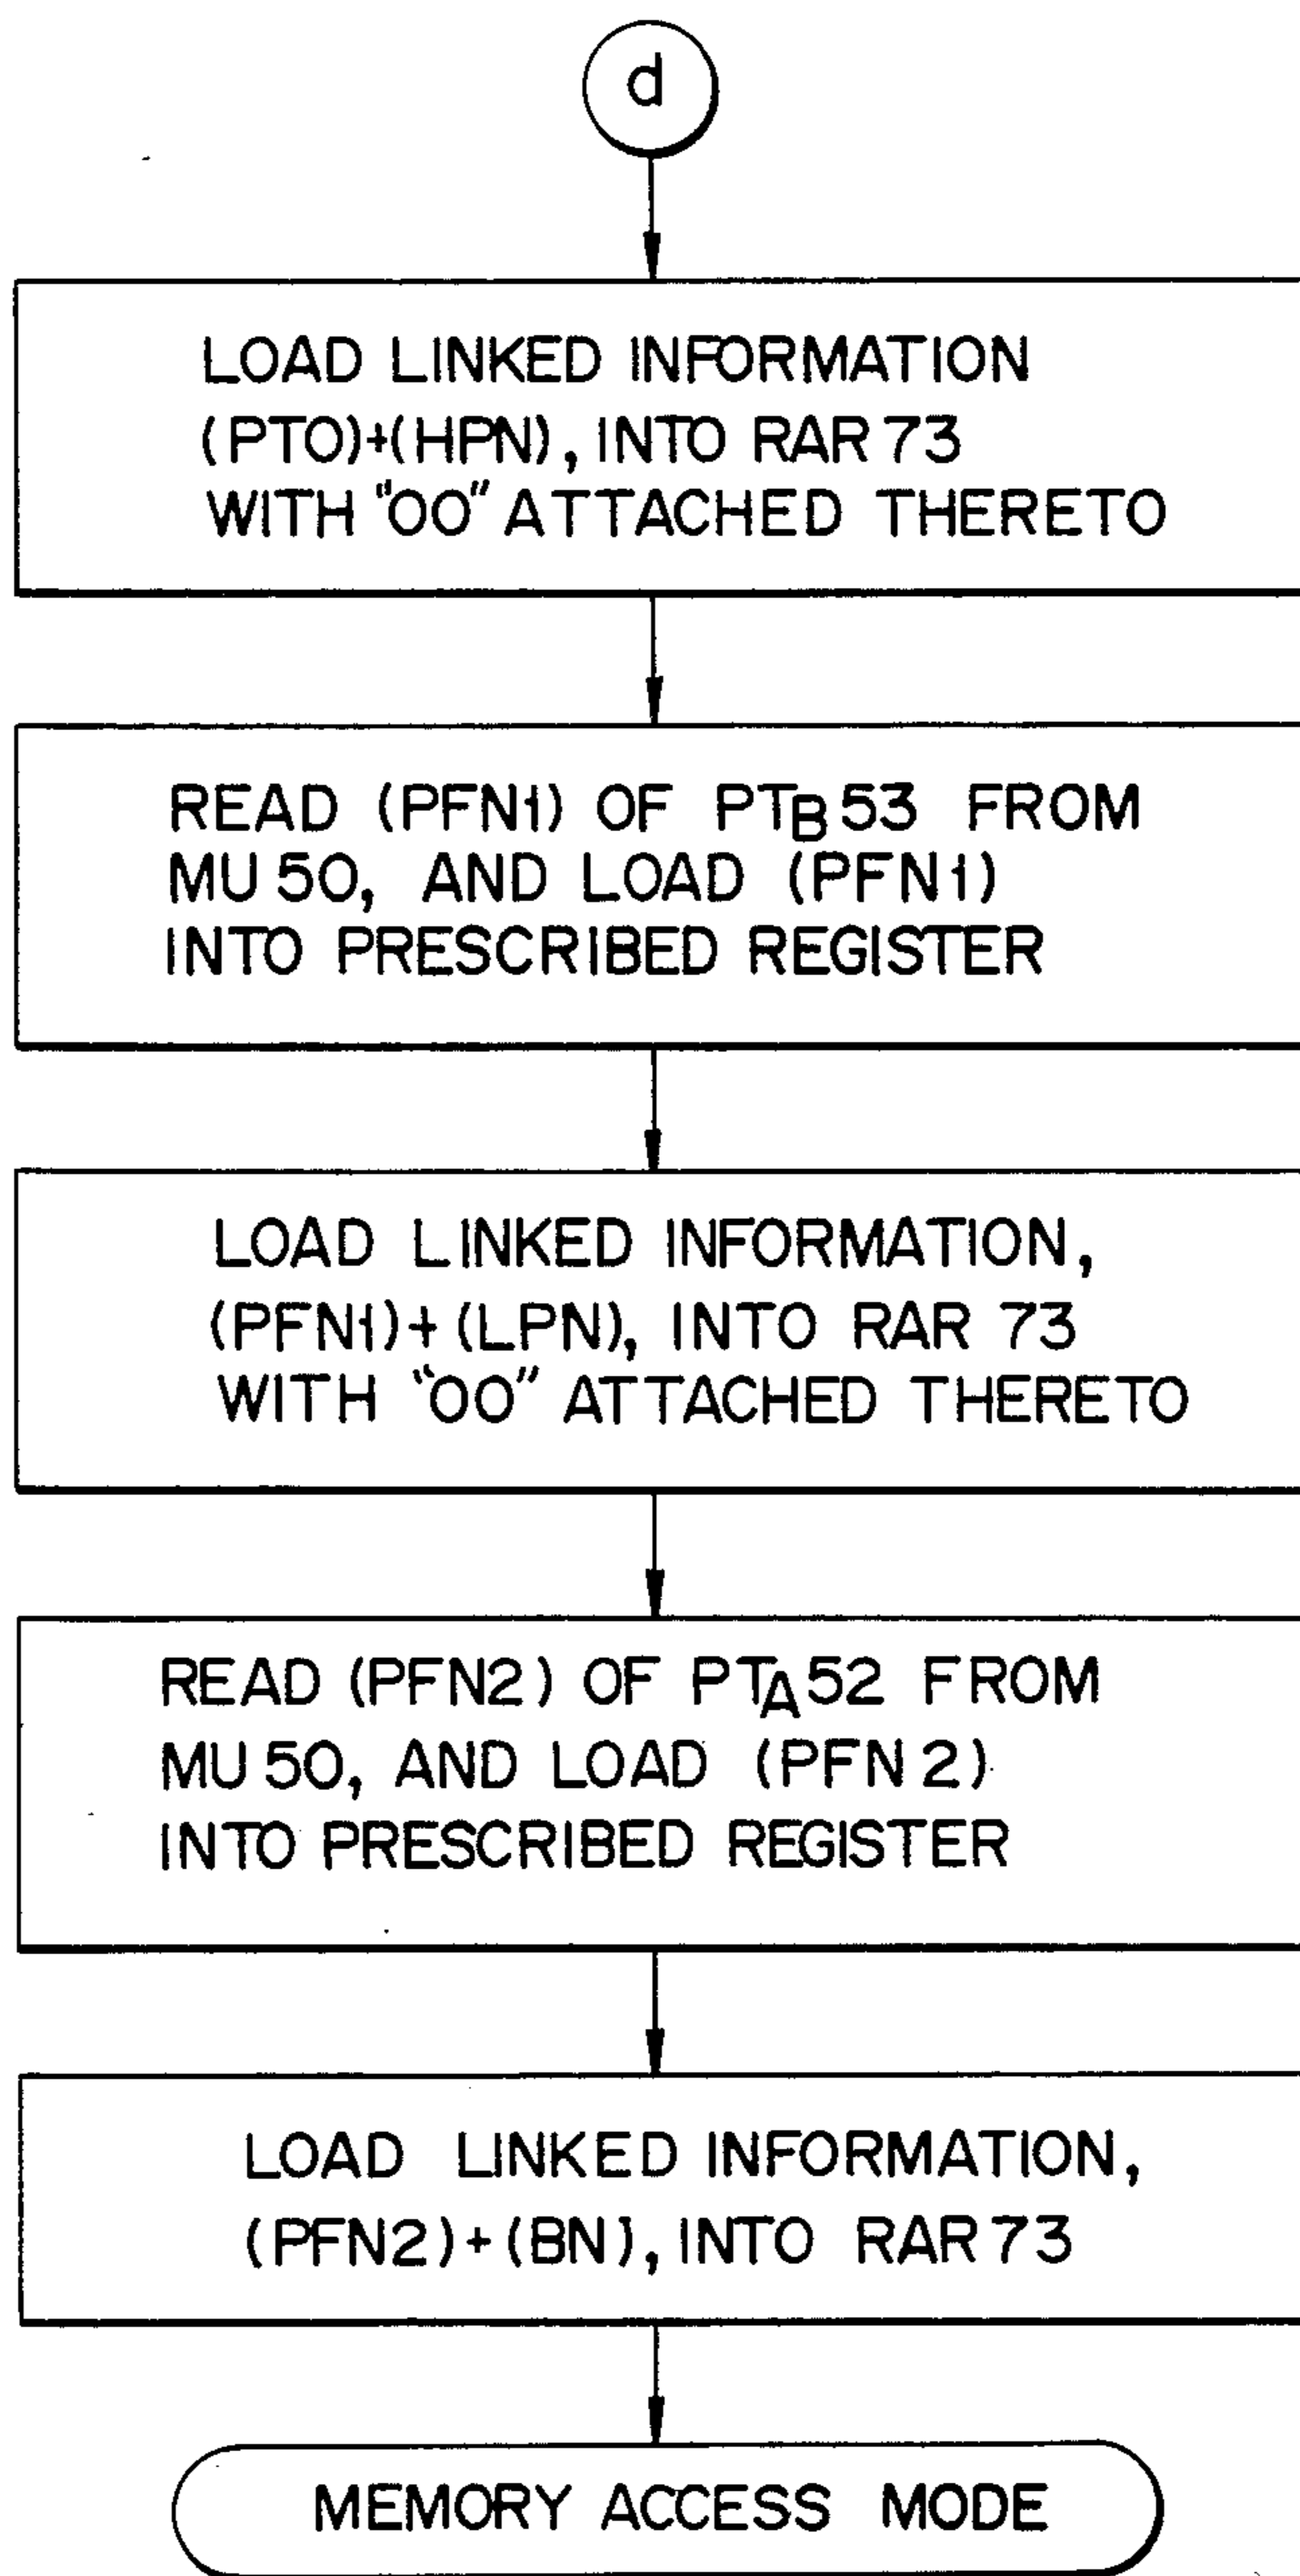 d
LOAD LINKED INFORMATION
(PTO)+(HPN), INTO RAR 73
WITH "00" ATTACHED THERETO
READ (PFN1) OF PTB 53 FROM
MU 50, AND LOAD (PFN1)
INTO PRESCRIBED REGISTER
LOAD LINKED INFORMATION,
(PFN1)+(LPN), INTO RAR 73
WITH "00" ATTACHED THERETO
READ (PFN2) OF PTA 52 FROM
MU 50, AND LOAD (PFN2)
INTO PRESCRIBED REGISTER
LOAD LINKED INFORMATION,
(PFN2)+(BN), INTO RAR 73
MEMORY ACCESS MODE